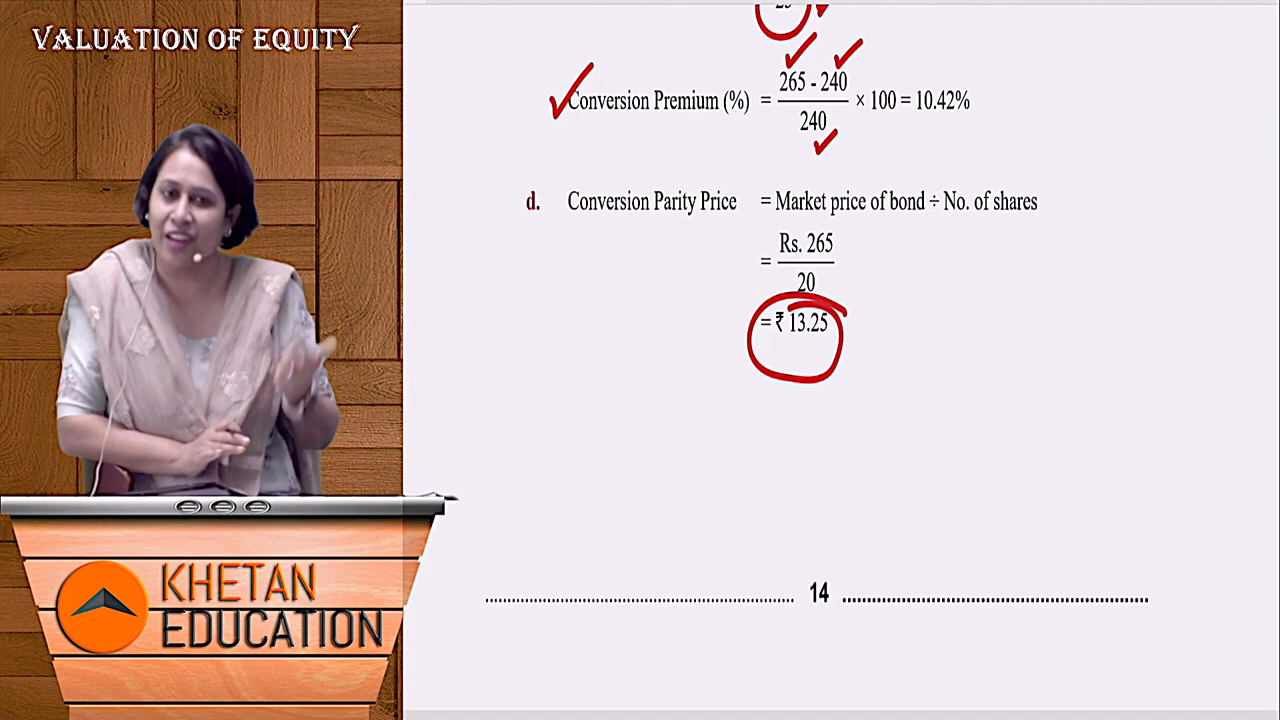 VALUATION OF EQUITY
Conversion Premium (%) = 265 - 240
240
× 100 = 10.42%
d. Conversion Parity Price = Market price of bond ÷ No. of shares
= Rs. 265
20
= ₹ 13.25
KHETAN
EDUCATION
14